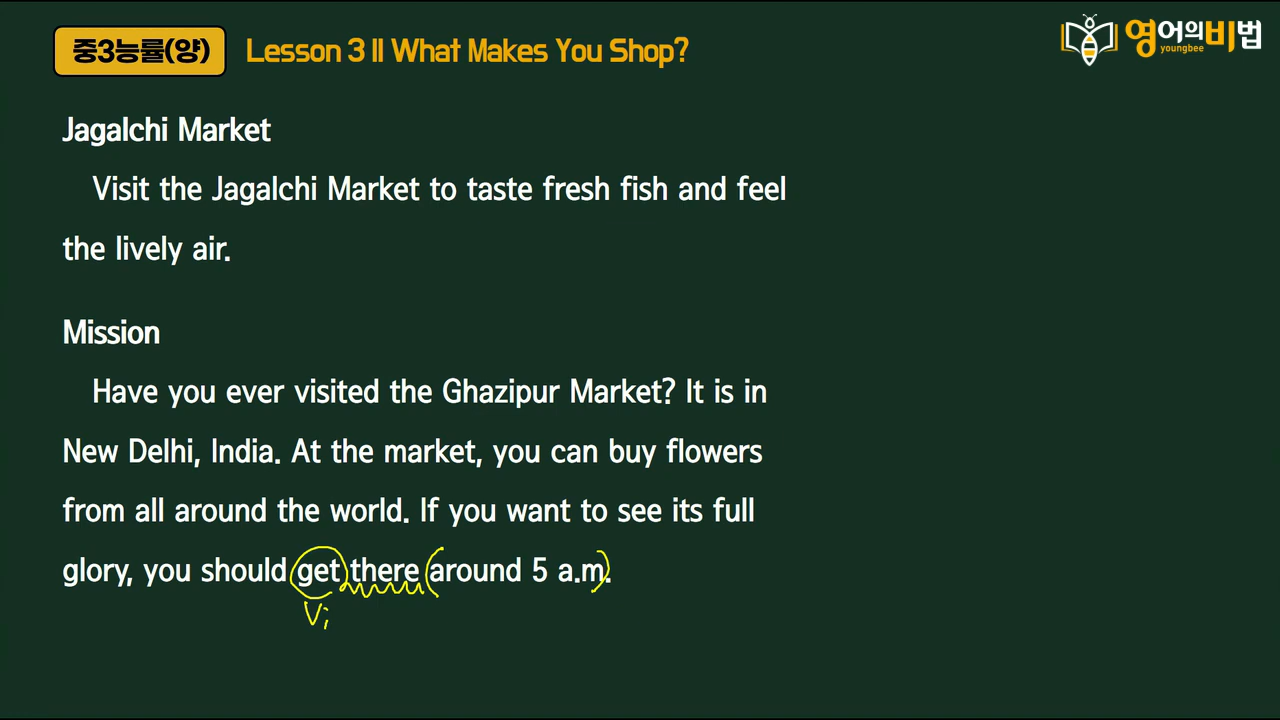 중3능률(양) Lesson 3 II What Makes You Shop?
영어의비법
youngbee
Jagalchi Market
Visit the Jagalchi Market to taste fresh fish and feel
the lively air.
Mission
Have you ever visited the Ghazipur Market? It is in
New Delhi, India. At the market, you can buy flowers
from all around the world. If you want to see its full
glory, you should get there (around 5 a.m).
Vi